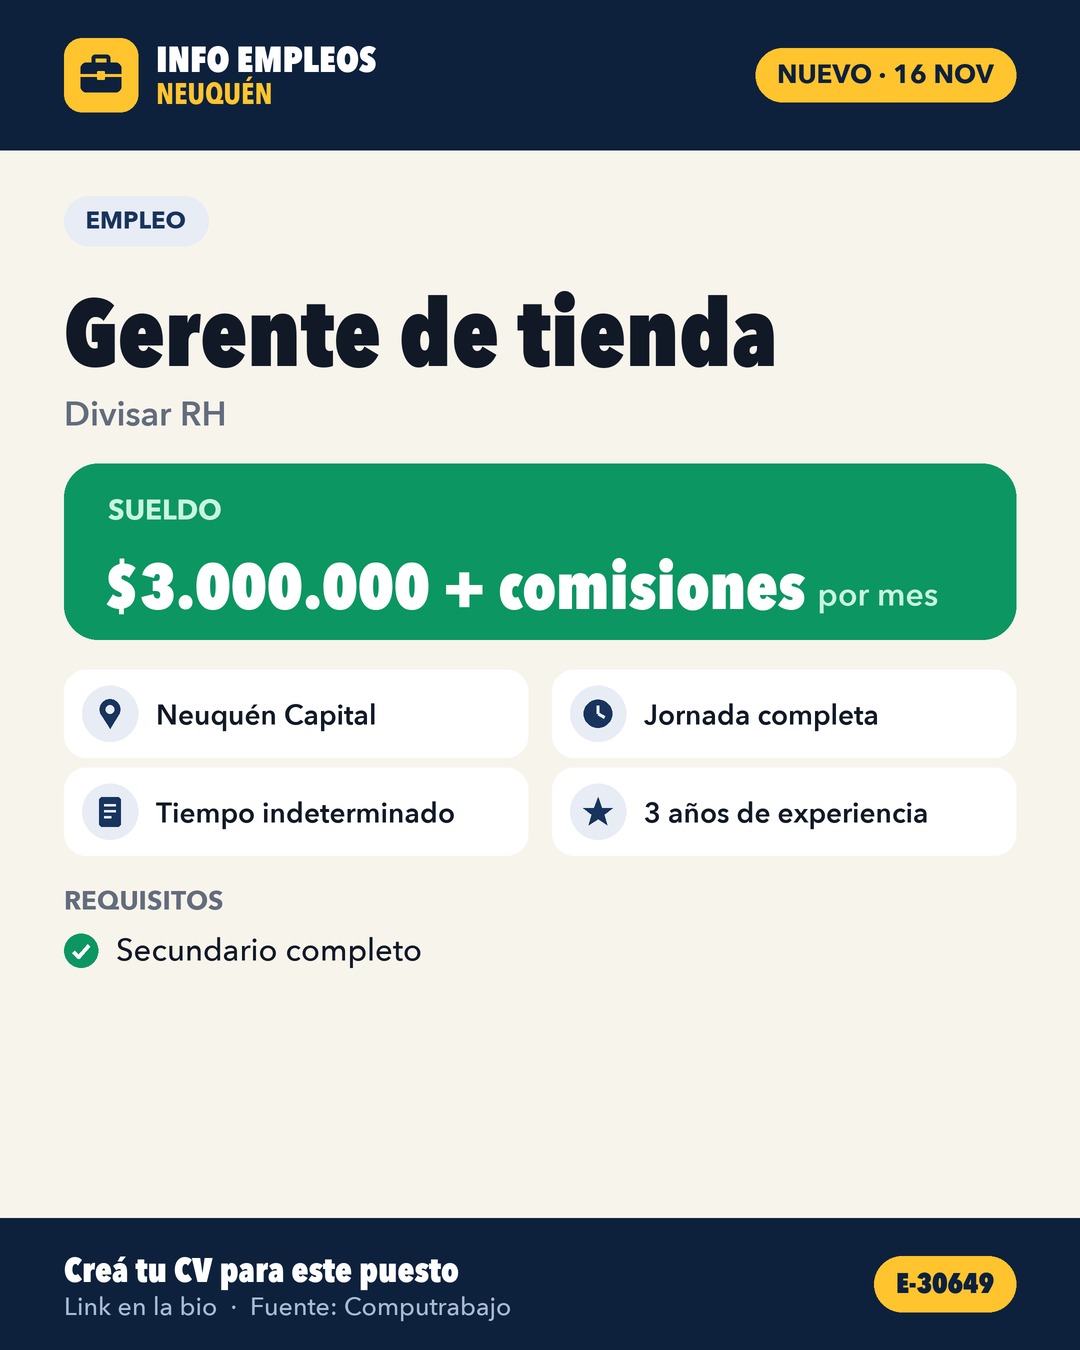 INFO EMPLEOS
NEUQUÉN
NUEVO · 16 NOV
EMPLEO
Gerente de tienda
Divisar RH
SUELDO
$3.000.000 + comisiones por mes
Neuquén Capital
Jornada completa
Tiempo indeterminado
3 años de experiencia
REQUISITOS
Secundario completo
Creá tu CV para este puesto
Link en la bio · Fuente: Computrabajo
E-30649